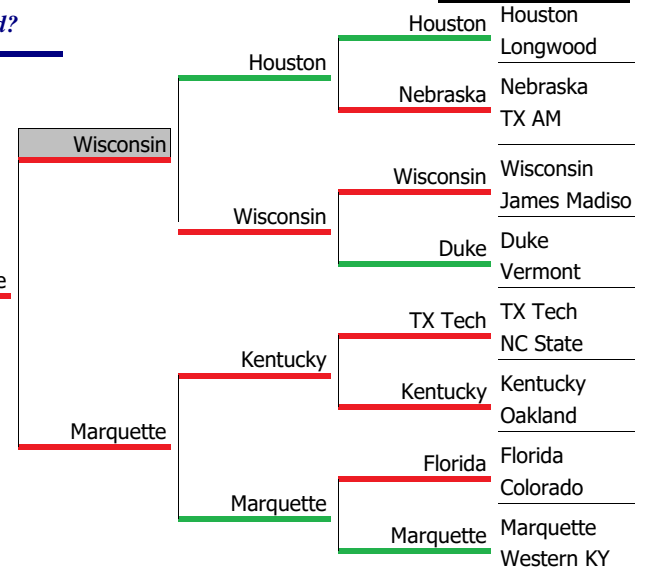 d?
Houston
Houston
Longwood
Houston
Nebraska
Nebraska
TX AM
Wisconsin
Wisconsin
Wisconsin
James Madiso
Wisconsin
Duke
Duke
Vermont
e
TX Tech
TX Tech
NC State
Kentucky
Kentucky
Kentucky
Oakland
Marquette
Florida
Florida
Colorado
Marquette
Marquette
Marquette
Western KY